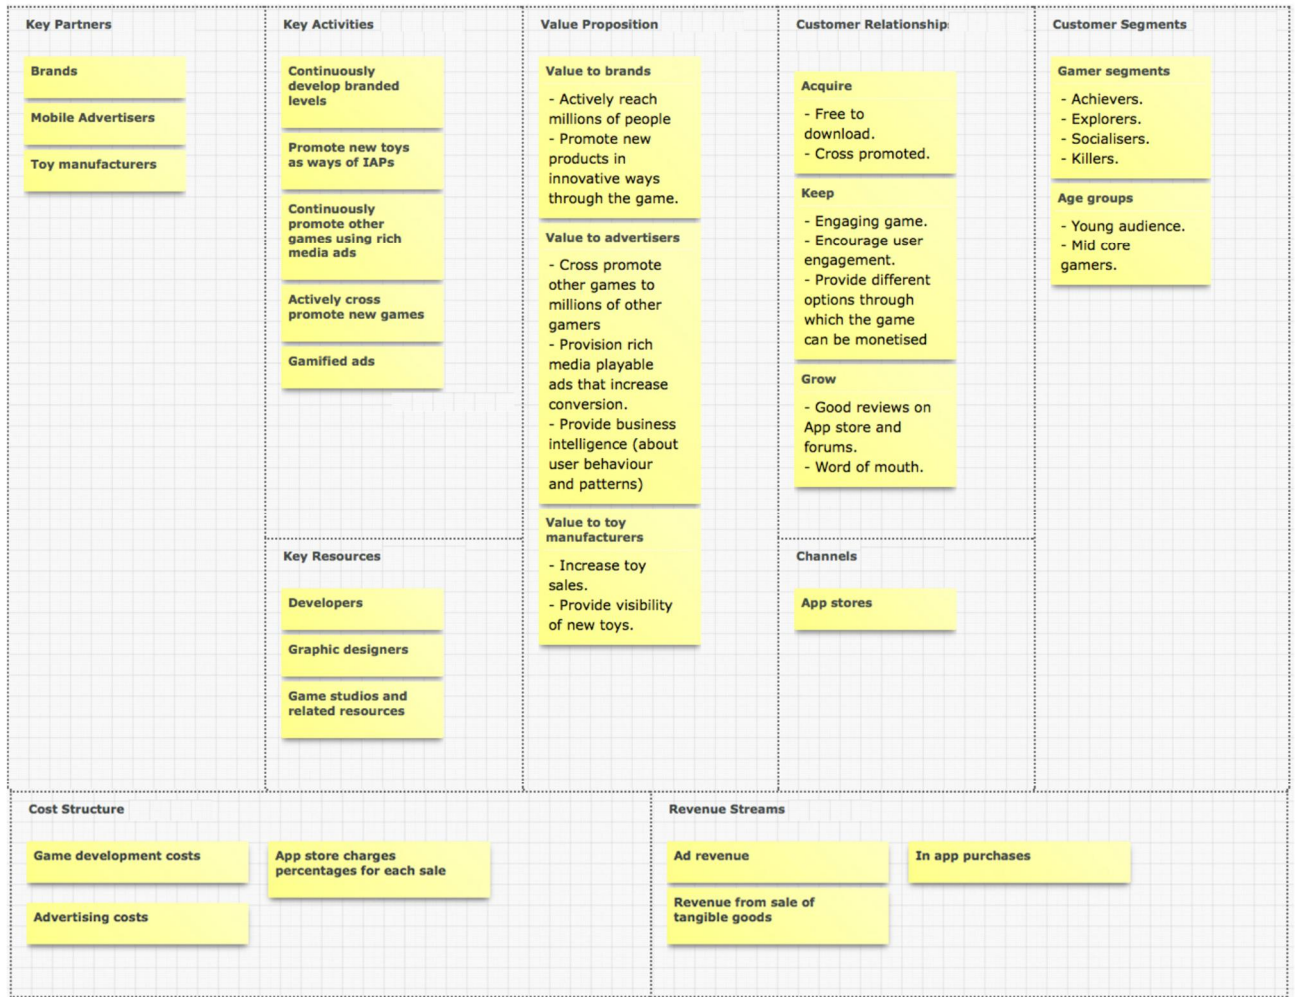 Key Partners
Brands
Mobile Advertisers
Toy manufacturers
Key Activities
Continuously
develop branded
levels
Promote new toys
as ways of IAPs
Continuously
promote other
games using rich
media ads
Actively cross
promote new games
Gamified ads
Key Resources
Developers
Graphic designers
Game studios and
related resources
Value Proposition
Value to brands
- Actively reach
millions of people
- Promote new
products in
innovative ways
through the game.
Value to advertisers
- Cross promote
other games to
millions of other
gamers
- Provision rich
media playable
ads that increase
conversion.
- Provide business
intelligence (about
user behaviour
and patterns)
Value to toy
manufacturers
- Increase toy
sales.
- Provide visibility
of new toys.
Customer Relationship
Acquire
- Free to
download.
- Cross promoted.
Keep
- Engaging game.
- Encourage user
engagement.
- Provide different
options through
which the game
can be monetised
Grow
- Good reviews on
App store and
forums.
- Word of mouth.
Channels
App stores
Customer Segments
Gamer segments
- Achievers.
- Explorers.
- Socialisers.
- Killers.
Age groups
- Young audience.
- Mid core
gamers.
Cost Structure
Game development costs
App store charges
percentages for each sale
Advertising costs
Revenue Streams
Ad revenue
In app purchases
Revenue from sale of
tangible goods